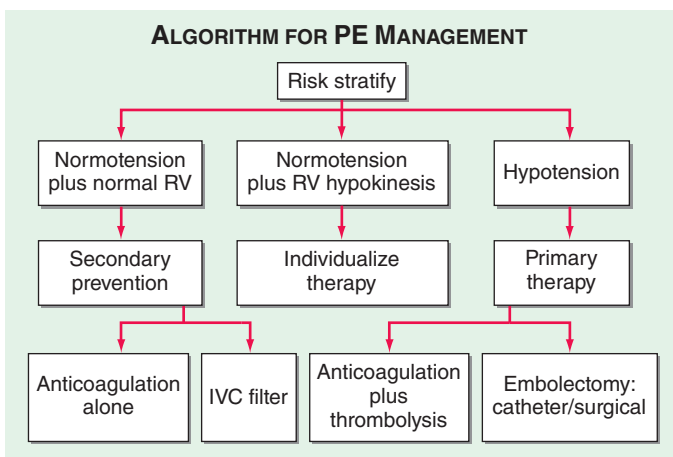 ALGORITHM FOR PE MANAGEMENT
Risk stratify
Normotension
plus normal RV
Normotension
plus RV hypokinesis
Hypotension
Secondary
prevention
Individualize
therapy
Primary
therapy
Anticoagulation
alone
IVC filter
Anticoagulation
plus
thrombolysis
Embolectomy:
catheter/surgical